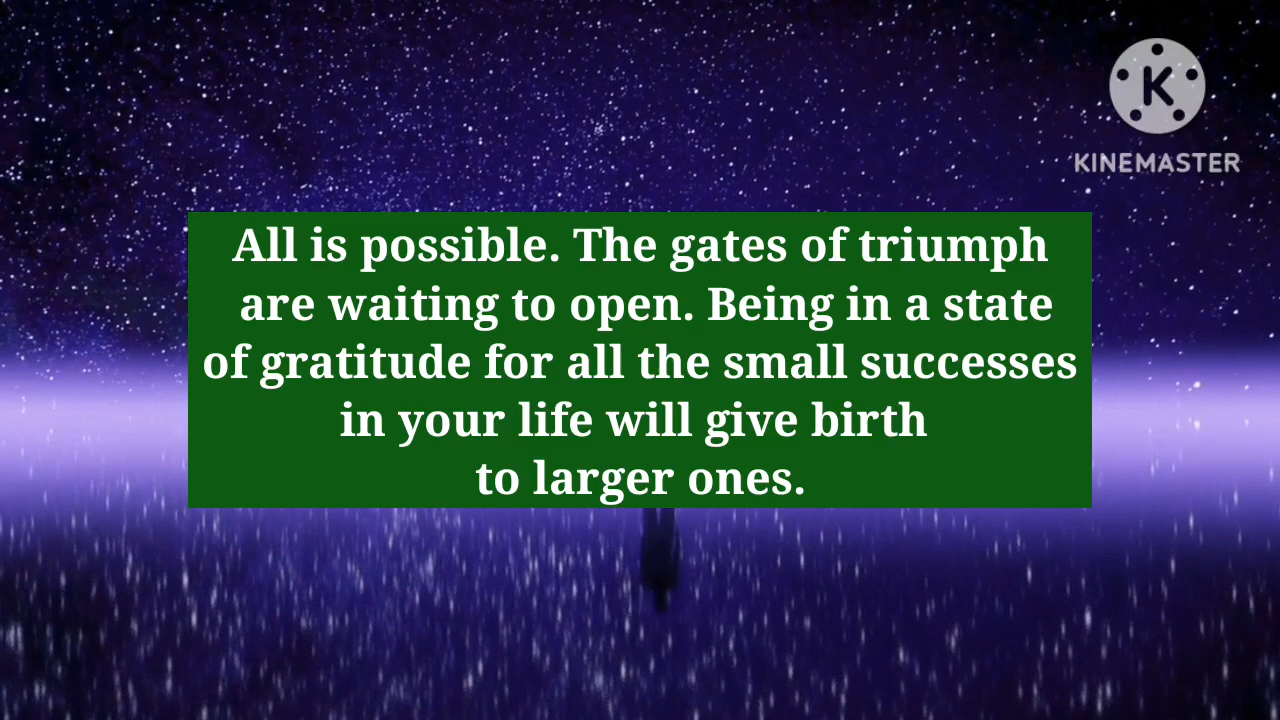 K
KINEMASTER
All is possible. The gates of triumph
are waiting to open. Being in a state
of gratitude for all the small successes
in your life will give birth
to larger ones.